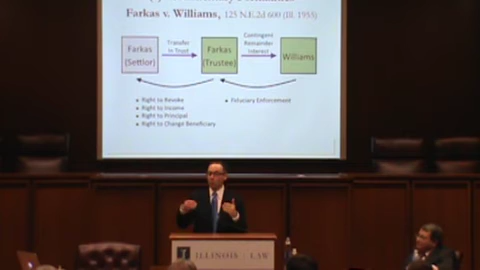 Farkas v. Williams, 125 N.E.2d 600 (Ill. 1955)
Farkas
(Settlor)
Transfer
in Trust
Farkas
(Trustee)
Contingent
Remainder
Interest
Williams
• Right to Revoke
• Right to Income
• Right to Principal
• Right to Change Beneficiary
• Fiduciary Enforcement
ILLINOIS LAW